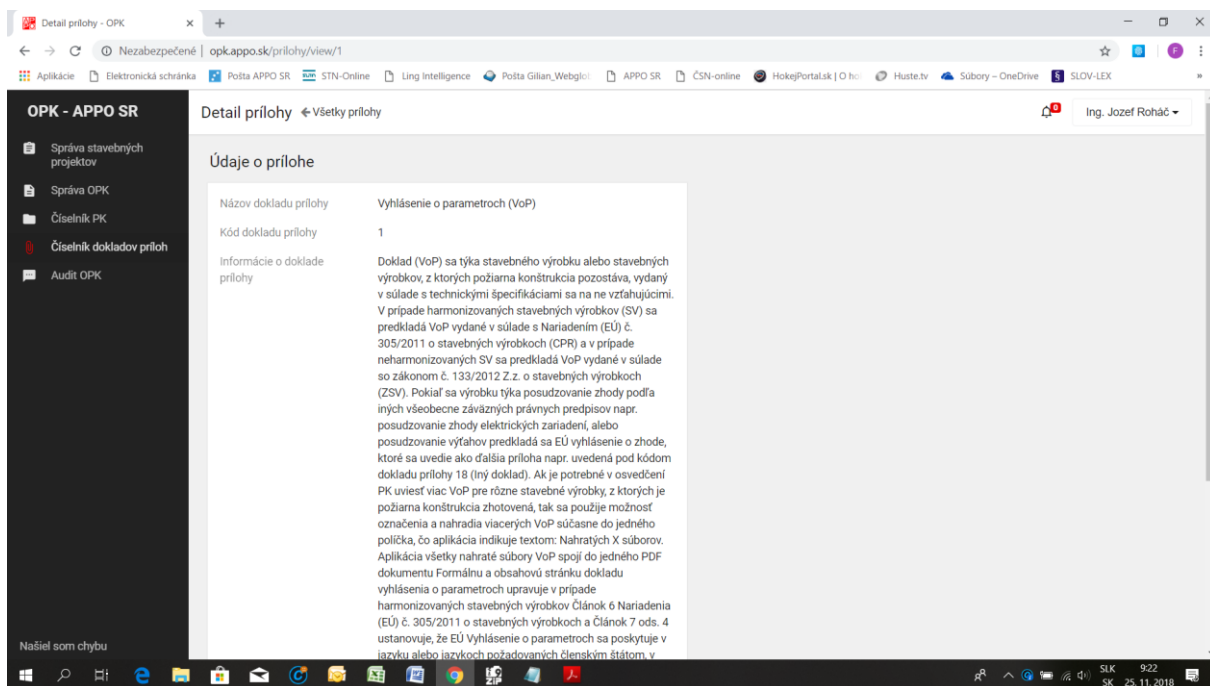 Detail prílohy - OPK
Nezabezpečené | opk.appo.sk/prilohy/view/1
Aplikácie Elektronická schránka Pošta APPO SR STN-Online Ling Intelligence Pošta Gilian_Webglo APPO SR ČSN-online HokejPortal.sk | O ho Huste.tv Súbory – OneDrive SLOV-LEX »
OPK - APPO SR
Detail prílohy ← Všetky prílohy
0
Ing. Jozef Roháč
Správa stavebných
projektov
Správa OPK
Číselník PK
Číselník dokladov príloh
Audit OPK
Našiel som chybu
Údaje o prílohe
Názov dokladu prílohy Vyhlásenie o parametroch (VoP)
Kód dokladu prílohy 1
Informácie o doklade
prílohy
Doklad (VoP) sa týka stavebného výrobku alebo stavebných
výrobkov, z ktorých požiarna konštrukcia pozostáva, vydaný
v súlade s technickými špecifikáciami sa na ne vzťahujúcimi.
V prípade harmonizovaných stavebných výrobkov (SV) sa
predkladá VoP vydané v súlade s Nariadením (EÚ) č.
305/2011 o stavebných výrobkoch (CPR) a v prípade
neharmonizovaných SV sa predkladá VoP vydané v súlade
so zákonom č. 133/2012 Z.z. o stavebných výrobkoch
(ZSV). Pokiaľ sa výrobku týka posudzovanie zhody podľa
iných všeobecne záväzných právnych predpisov napr.
posudzovanie zhody elektrických zariadení, alebo
posudzovanie výťahov predkladá sa EÚ vyhlásenie o zhode,
ktoré sa uvedie ako ďalšia príloha napr. uvedená pod kódom
dokladu prílohy 18 (Iný doklad). Ak je potrebné v osvedčení
PK uviesť viac VoP pre rôzne stavebné výrobky, z ktorých je
požiarna konštrukcia zhotovená, tak sa použije možnosť
označenia a nahradia viacerých VoP súčasne do jedného
políčka, čo aplikácia indikuje textom: Nahratých X súborov.
Aplikácia všetky nahraté súbory VoP spojí do jedného PDF
dokumentu Formálnu a obsahovú stránku dokladu
vyhlásenia o parametroch upravuje v prípade
harmonizovaných stavebných výrobkov Článok 6 Nariadenia
(EÚ) č. 305/2011 o stavebných výrobkoch a Článok 7 ods. 4
ustanovuje, že EÚ Vyhlásenie o parametroch sa poskytuje v
jazyku alebo jazykoch požadovaných členským štátom, v
SLK
SK
9:22
25. 11. 2018